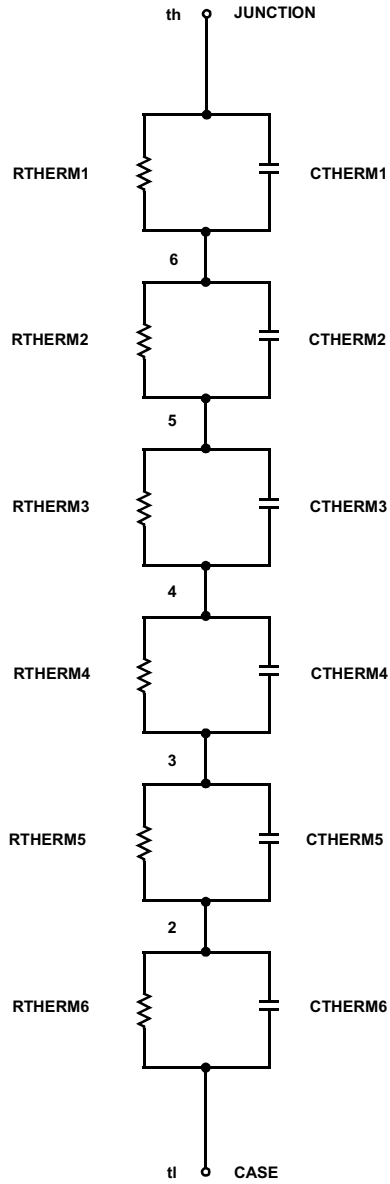 th JUNCTION
RTHERM1 CTHERM1
6
RTHERM2 CTHERM2
5
RTHERM3 CTHERM3
4
RTHERM4 CTHERM4
3
RTHERM5 CTHERM5
2
RTHERM6 CTHERM6
tl CASE